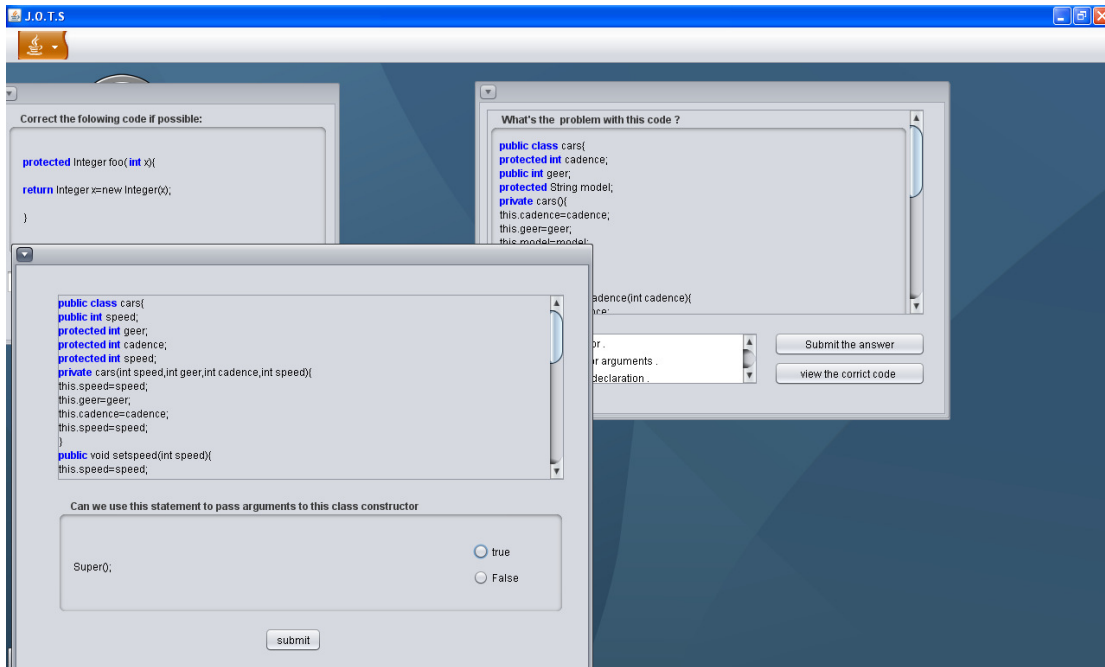 J.O.T.S
Correct the folowing code if possible:
protected Integer foo( int x){
return Integer x=new Integer(x);
}
What's the problem with this code ?
public class cars{
protected int cadence;
public int geer;
protected String model;
private cars(){
this.cadence=cadence;
this.geer=geer;
this.model=model;
adence(int cadence){
or arguments .
declaration .
Submit the answer
view the corrict code
public class cars{
public int speed;
protected int geer;
protected int cadence;
protected int speed;
private cars(int speed,int geer,int cadence,int speed){
this.speed=speed;
this.geer=geer;
this.cadence=cadence;
this.speed=speed;
}
public void setspeed(int speed){
this.speed=speed;
Can we use this statement to pass arguments to this class constructor
Super();
true
False
submit